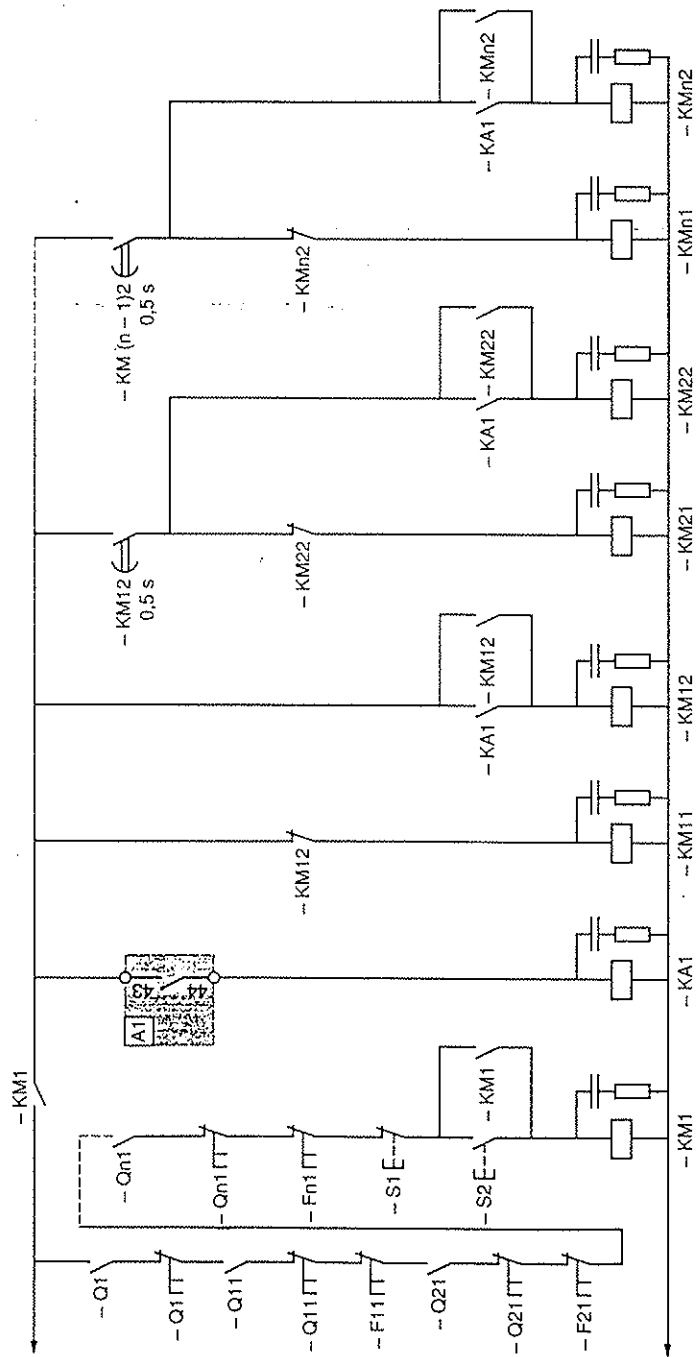 – KM1
– Q1
– Q1
– Q11
– Q11
– F11
– Q21
– Q21
– F21
– Qn1
– Qn1
– Fn1
– S1
– S2
– KM1
– KM1
A1
43
44
– KA1
– KM12
– KM11
– KA1
– KM12
– KM12
– KM12
0,5 s
– KM22
– KM21
– KA1
– KM22
– KM22
– KM (n – 1)2
0,5 s
– KMn2
– KMn1
– KA1
– KMn2
– KMn2